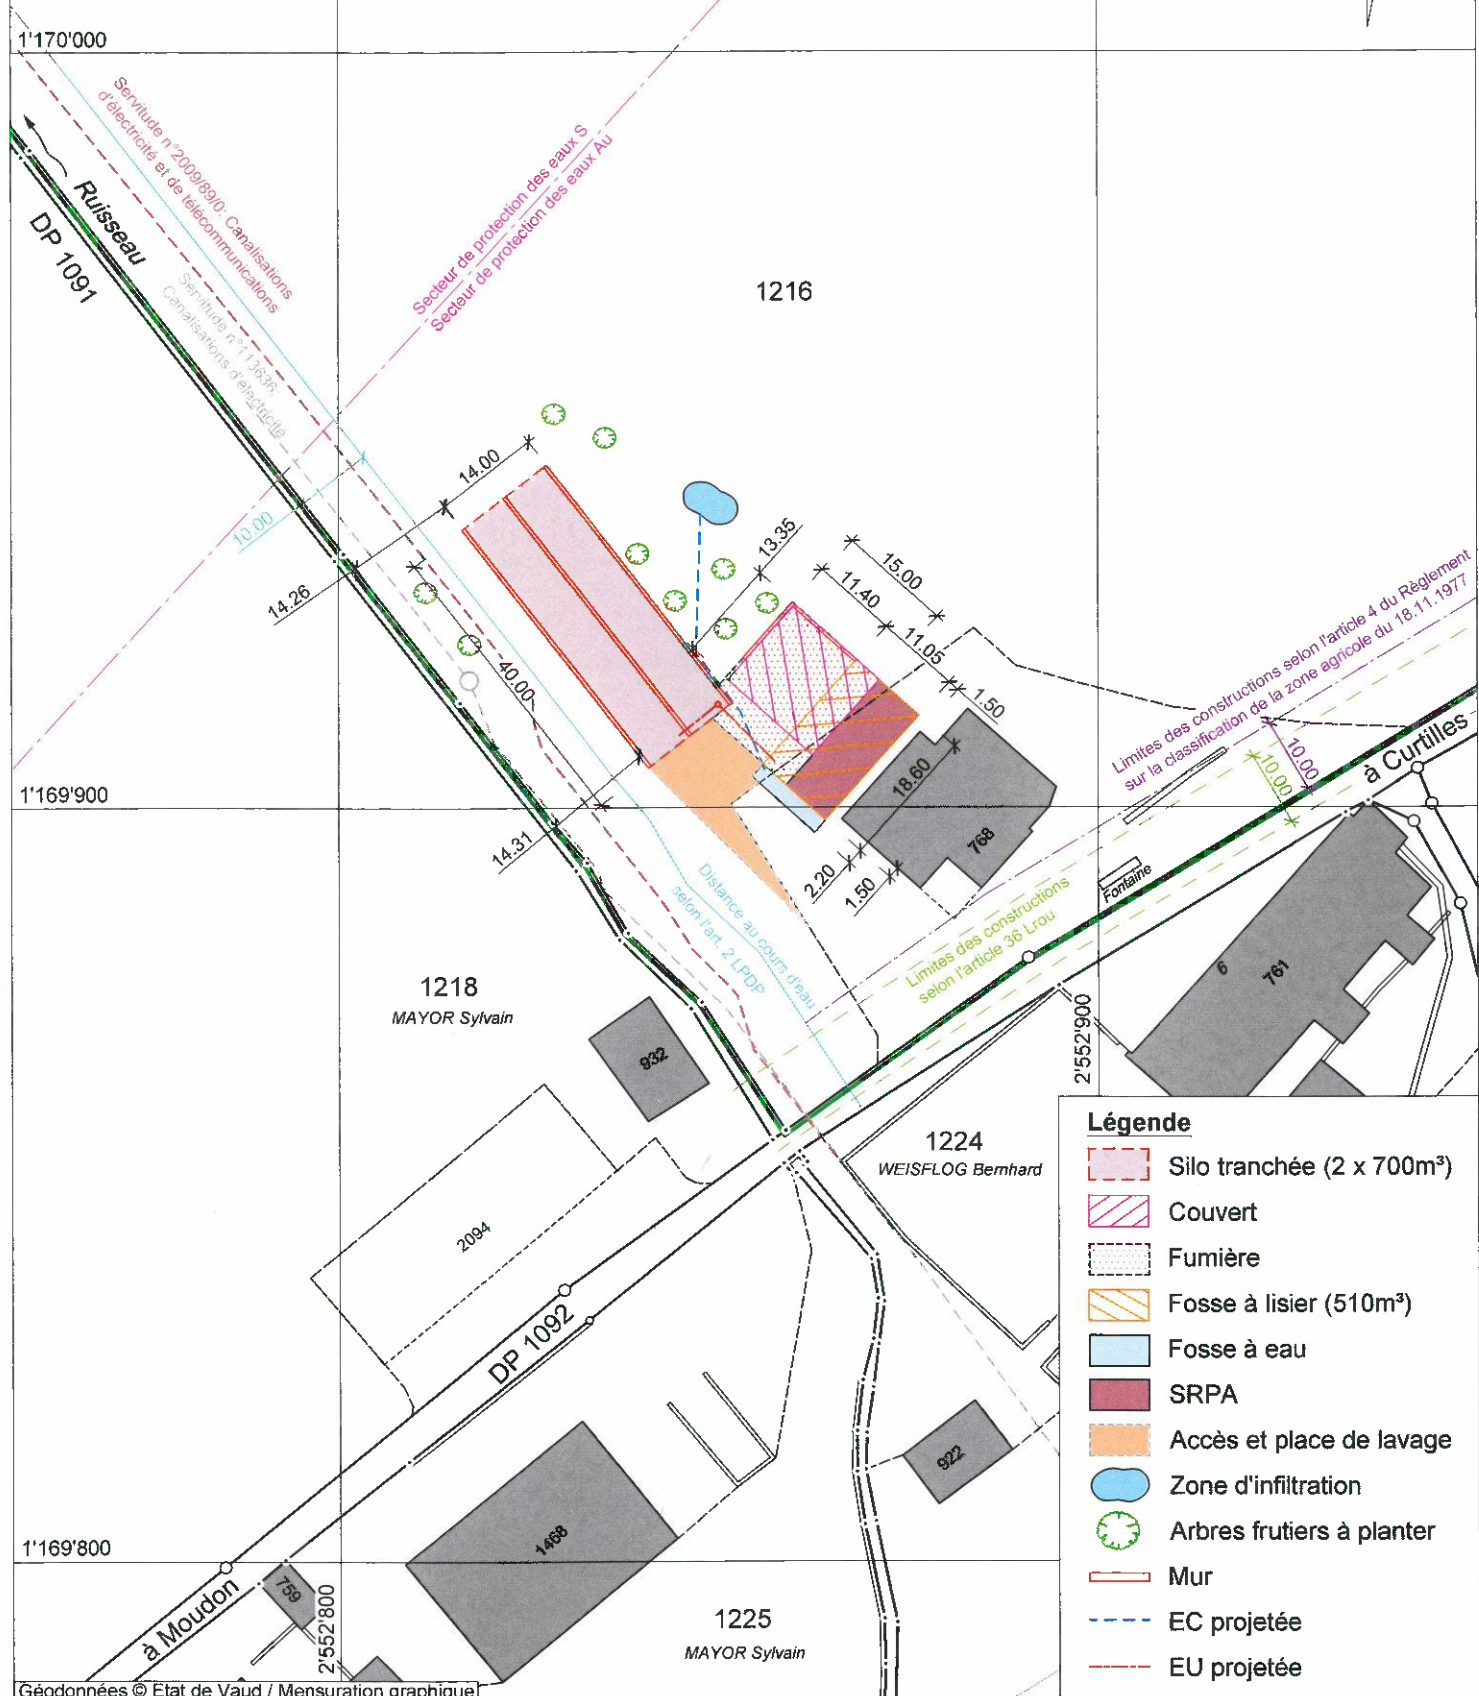 1'170'000
Servitude n°2009/89/0: Canalisations
d'électricité et de télécommunications
Ruisseau
DP 1091
Servitude n°113636:
Canalisations d'électricité
Secteur de protection des eaux S
Secteur de protection des eaux Au
1216
10.00
14.00
14.26
13.35
15.00
11.40
11.05
1.50
40.00
18.60
768
2.20
1.50
14.31
1'169'900
Limites des constructions selon l'article 4 du Règlement
sur la classification de la zone agricole du 18.11.1977
10.00
10.00
à Curtilles
Fontaine
Limites des constructions
selon l'article 36 Lrou
Distance au cours d'eau
selon l'art. 2 LPDP
6
761
1218
MAYOR Sylvain
932
2'552'900
1224
WEISFLOG Bernhard
2094
DP 1092
922
1468
1'169'800
759
à Moudon
2'552'800
1225
MAYOR Sylvain
Légende
Silo tranchée (2 x 700m³)
Couvert
Fumière
Fosse à lisier (510m³)
Fosse à eau
SRPA
Accès et place de lavage
Zone d'infiltration
Arbres frutiers à planter
Mur
EC projetée
EU projetée
Géodonnées © Etat de Vaud / Mensuration graphique